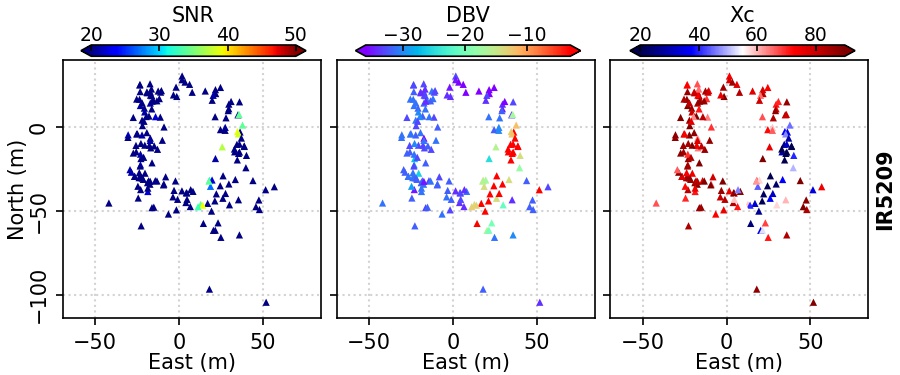 SNR DBV Xc
20 30 40 50 −30 −20 −10 20 40 60 80
North (m)
0
−50
−100
−50 0 50 −50 0 50 −50 0 50
East (m) East (m) East (m)
IR5209